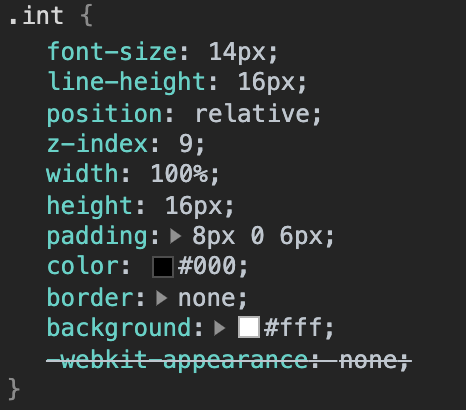 .int {
font-size: 14px;
line-height: 16px;
position: relative;
z-index: 9;
width: 100%;
height: 16px;
padding: 8px 0 6px;
color: #000;
border: none;
background: #fff;
-webkit-appearance: none;
}